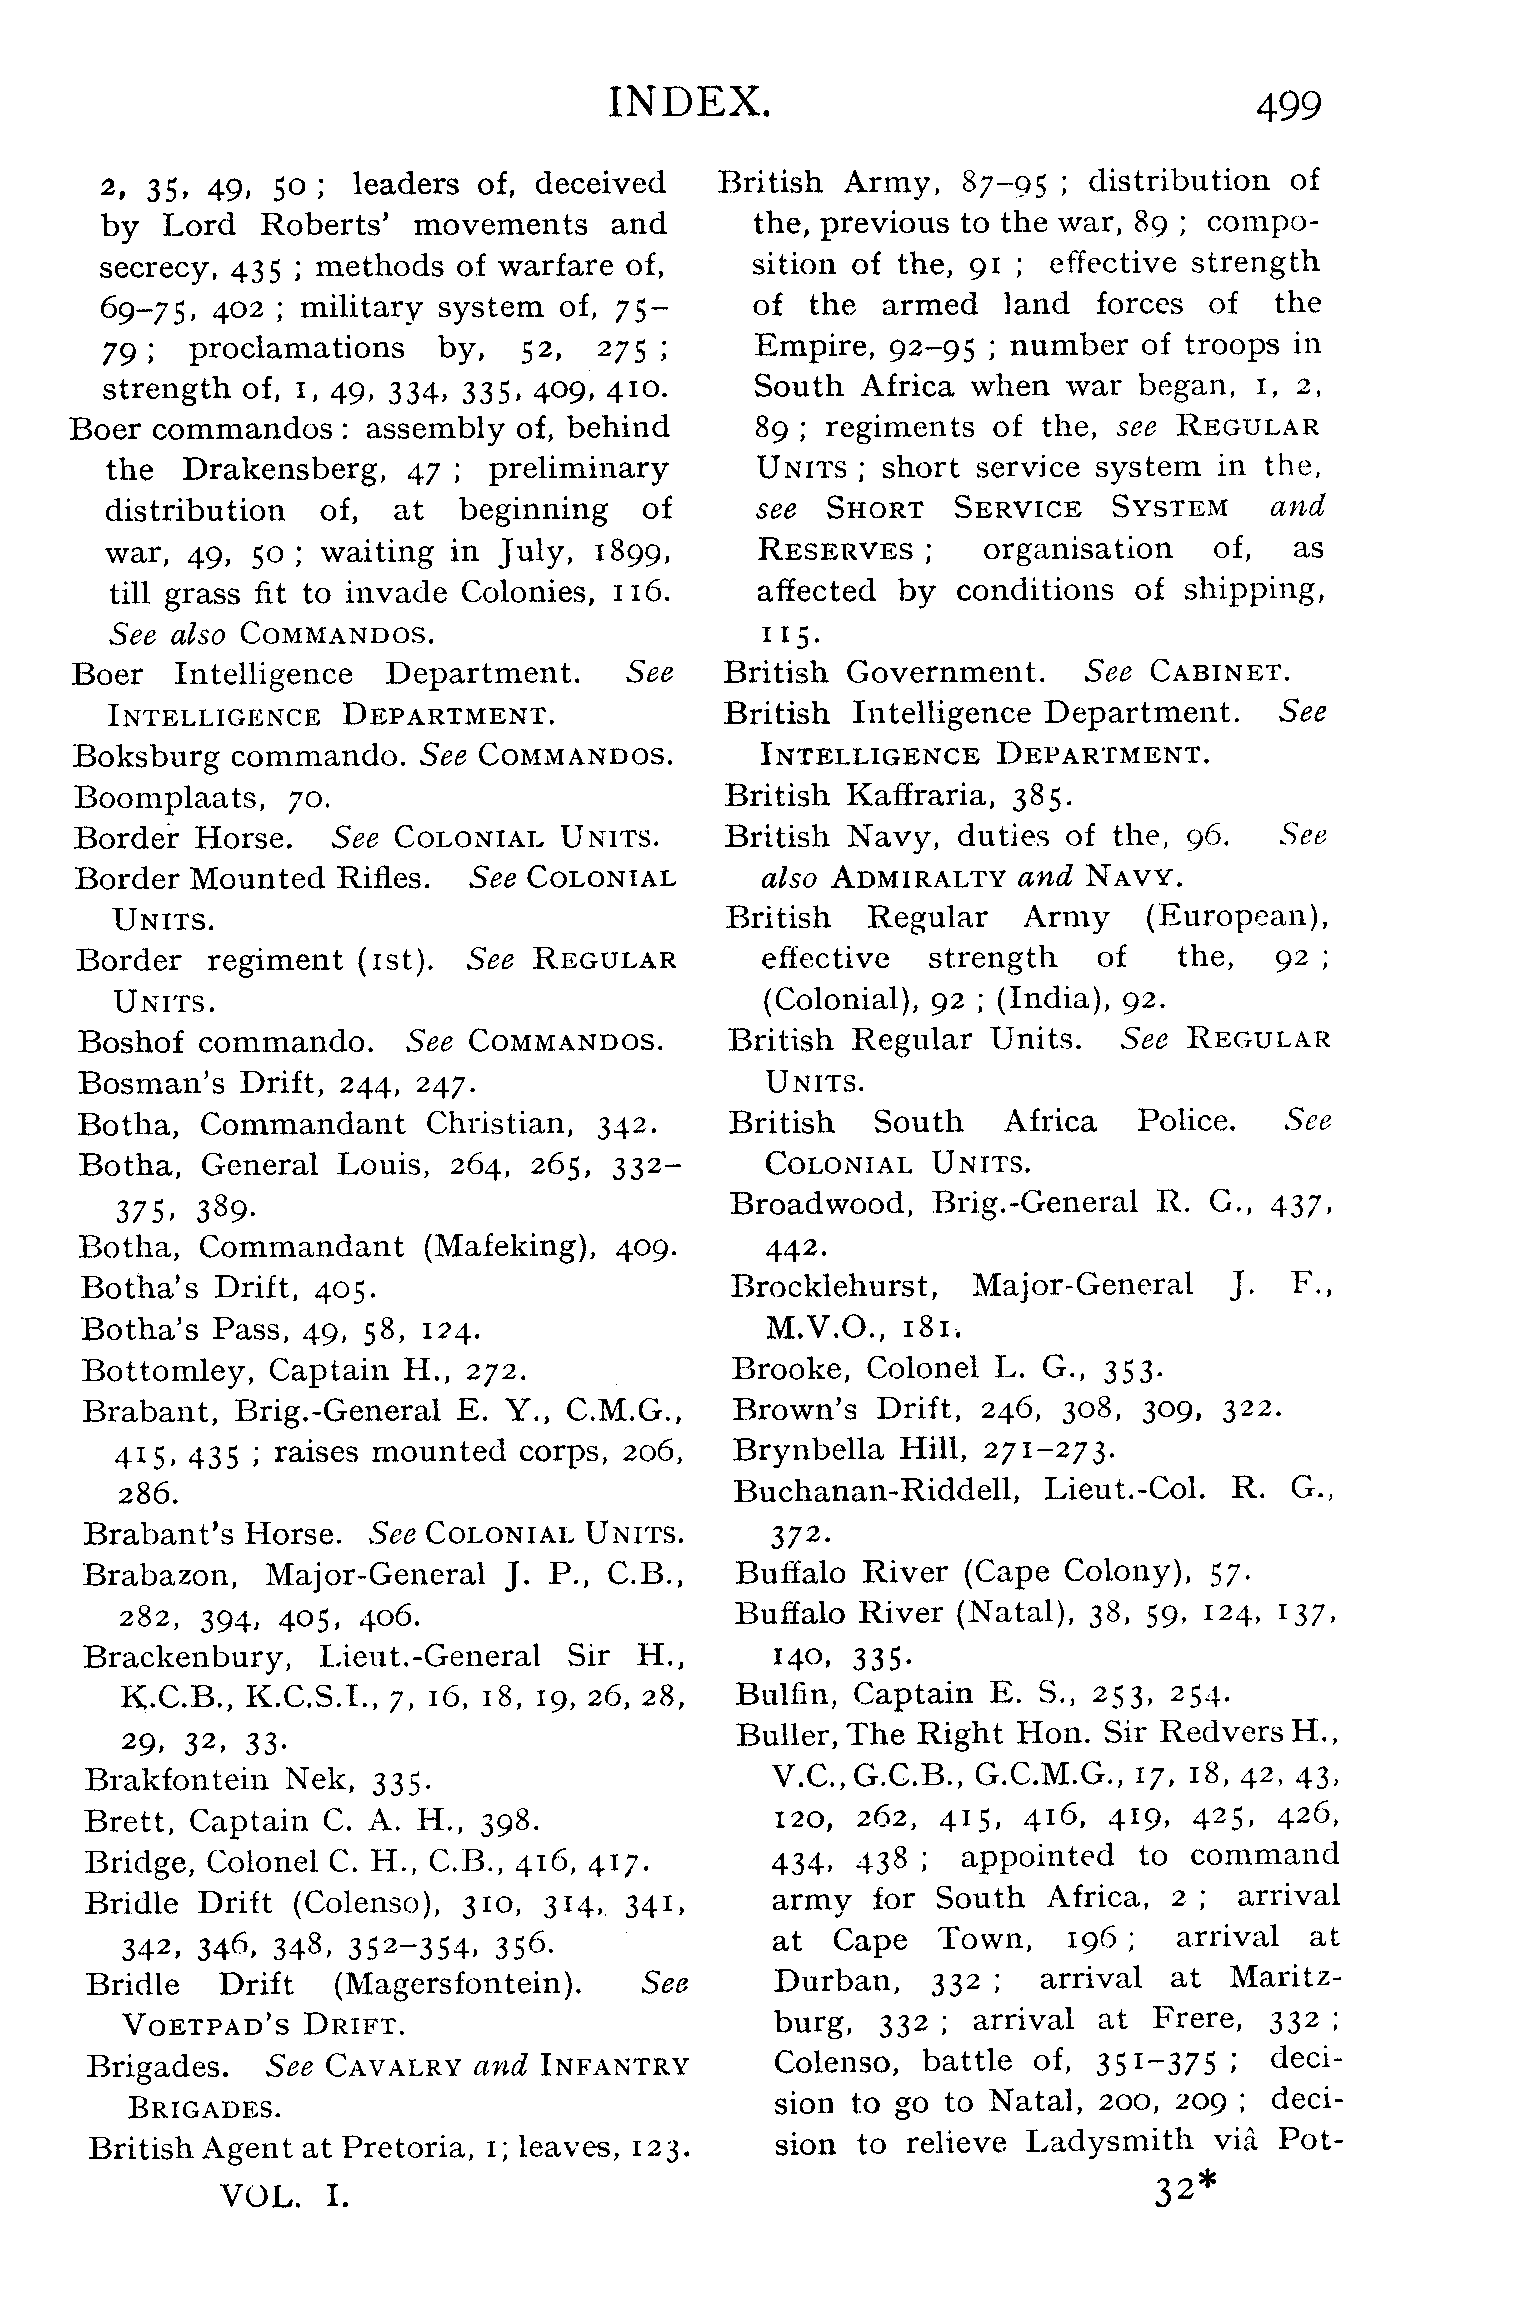 INDEX. 499
2, 35, 49, 50 ; leaders of, deceived
by Lord Roberts’ movements and
secrecy, 435 ; methods of warfare of,
69–75, 402 ; military system of, 75–
79 ; proclamations by, 52, 275 ;
strength of, 1, 49, 334, 335, 409, 410.
Boer commandos : assembly of, behind
the Drakensberg, 47 ; preliminary
distribution of, at beginning of
war, 49, 50 ; waiting in July, 1899,
till grass fit to invade Colonies, 116.
See also COMMANDOS.
Boer Intelligence Department. See
INTELLIGENCE DEPARTMENT.
Boksburg commando. See COMMANDOS.
Boomplaats, 70.
Border Horse. See COLONIAL UNITS.
Border Mounted Rifles. See COLONIAL
UNITS.
Border regiment (1st). See REGULAR
UNITS.
Boshof commando. See COMMANDOS.
Bosman’s Drift, 244, 247.
Botha, Commandant Christian, 342.
Botha, General Louis, 264, 265, 332–
375, 389.
Botha, Commandant (Mafeking), 409.
Botha’s Drift, 405.
Botha’s Pass, 49, 58, 124.
Bottomley, Captain H., 272.
Brabant, Brig.-General E. Y., C.M.G.,
415, 435 ; raises mounted corps, 206,
286.
Brabant’s Horse. See COLONIAL UNITS.
Brabazon, Major-General J. P., C.B.,
282, 394, 405, 406.
Brackenbury, Lieut.-General Sir H.,
K.C.B., K.C.S.I., 7, 16, 18, 19, 26, 28,
29, 32, 33.
Brakfontein Nek, 335.
Brett, Captain C. A. H., 398.
Bridge, Colonel C. H., C.B., 416, 417.
Bridle Drift (Colenso), 310, 314, 341,
342, 346, 348, 352–354, 356.
Bridle Drift (Magersfontein). See
VOETPAD’S DRIFT.
Brigades. See CAVALRY and INFANTRY
BRIGADES.
British Agent at Pretoria, 1; leaves, 123.
British Army, 87–95 ; distribution of
the, previous to the war, 89 ; compo-
sition of the, 91 ; effective strength
of the armed land forces of the
Empire, 92–95 ; number of troops in
South Africa when war began, 1, 2,
89 ; regiments of the, see REGULAR
UNITS ; short service system in the,
see SHORT SERVICE SYSTEM and
RESERVES ; organisation of, as
affected by conditions of shipping,
115.
British Government. See CABINET.
British Intelligence Department. See
INTELLIGENCE DEPARTMENT.
British Kaffraria, 385.
British Navy, duties of the, 96. See
also ADMIRALTY and NAVY.
British Regular Army (European),
effective strength of the, 92 ;
(Colonial), 92 ; (India), 92.
British Regular Units. See REGULAR
UNITS.
British South Africa Police. See
COLONIAL UNITS.
Broadwood, Brig.-General R. G., 437,
442.
Brocklehurst, Major-General J. F.,
M.V.O., 181.
Brooke, Colonel L. G., 353.
Brown’s Drift, 246, 308, 309, 322.
Brynbella Hill, 271–273.
Buchanan-Riddell, Lieut.-Col. R. G.,
372.
Buffalo River (Cape Colony), 57.
Buffalo River (Natal), 38, 59, 124, 137,
140, 335.
Bulfin, Captain E. S., 253, 254.
Buller, The Right Hon. Sir Redvers H.,
V.C., G.C.B., G.C.M.G., 17, 18, 42, 43,
120, 262, 415, 416, 419, 425, 426,
434, 438 ; appointed to command
army for South Africa, 2 ; arrival
at Cape Town, 196 ; arrival at
Durban, 332 ; arrival at Maritz-
burg, 332 ; arrival at Frere, 332 ;
Colenso, battle of, 351–375 ; deci-
sion to go to Natal, 200, 209 ; deci-
sion to relieve Ladysmith viâ Pot-
VOL. I. 32*